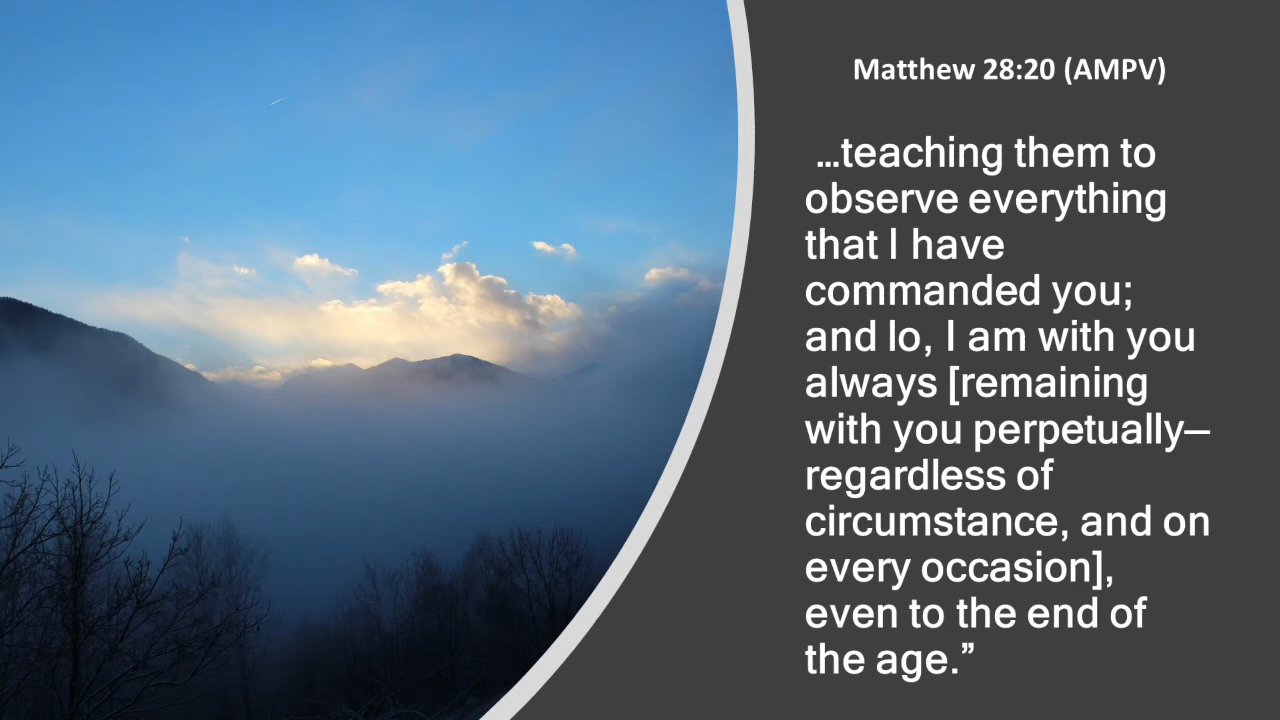 Matthew 28:20 (AMPV)
…teaching them to
observe everything
that I have
commanded you;
and lo, I am with you
always [remaining
with you perpetually—
regardless of
circumstance, and on
every occasion],
even to the end of
the age.”